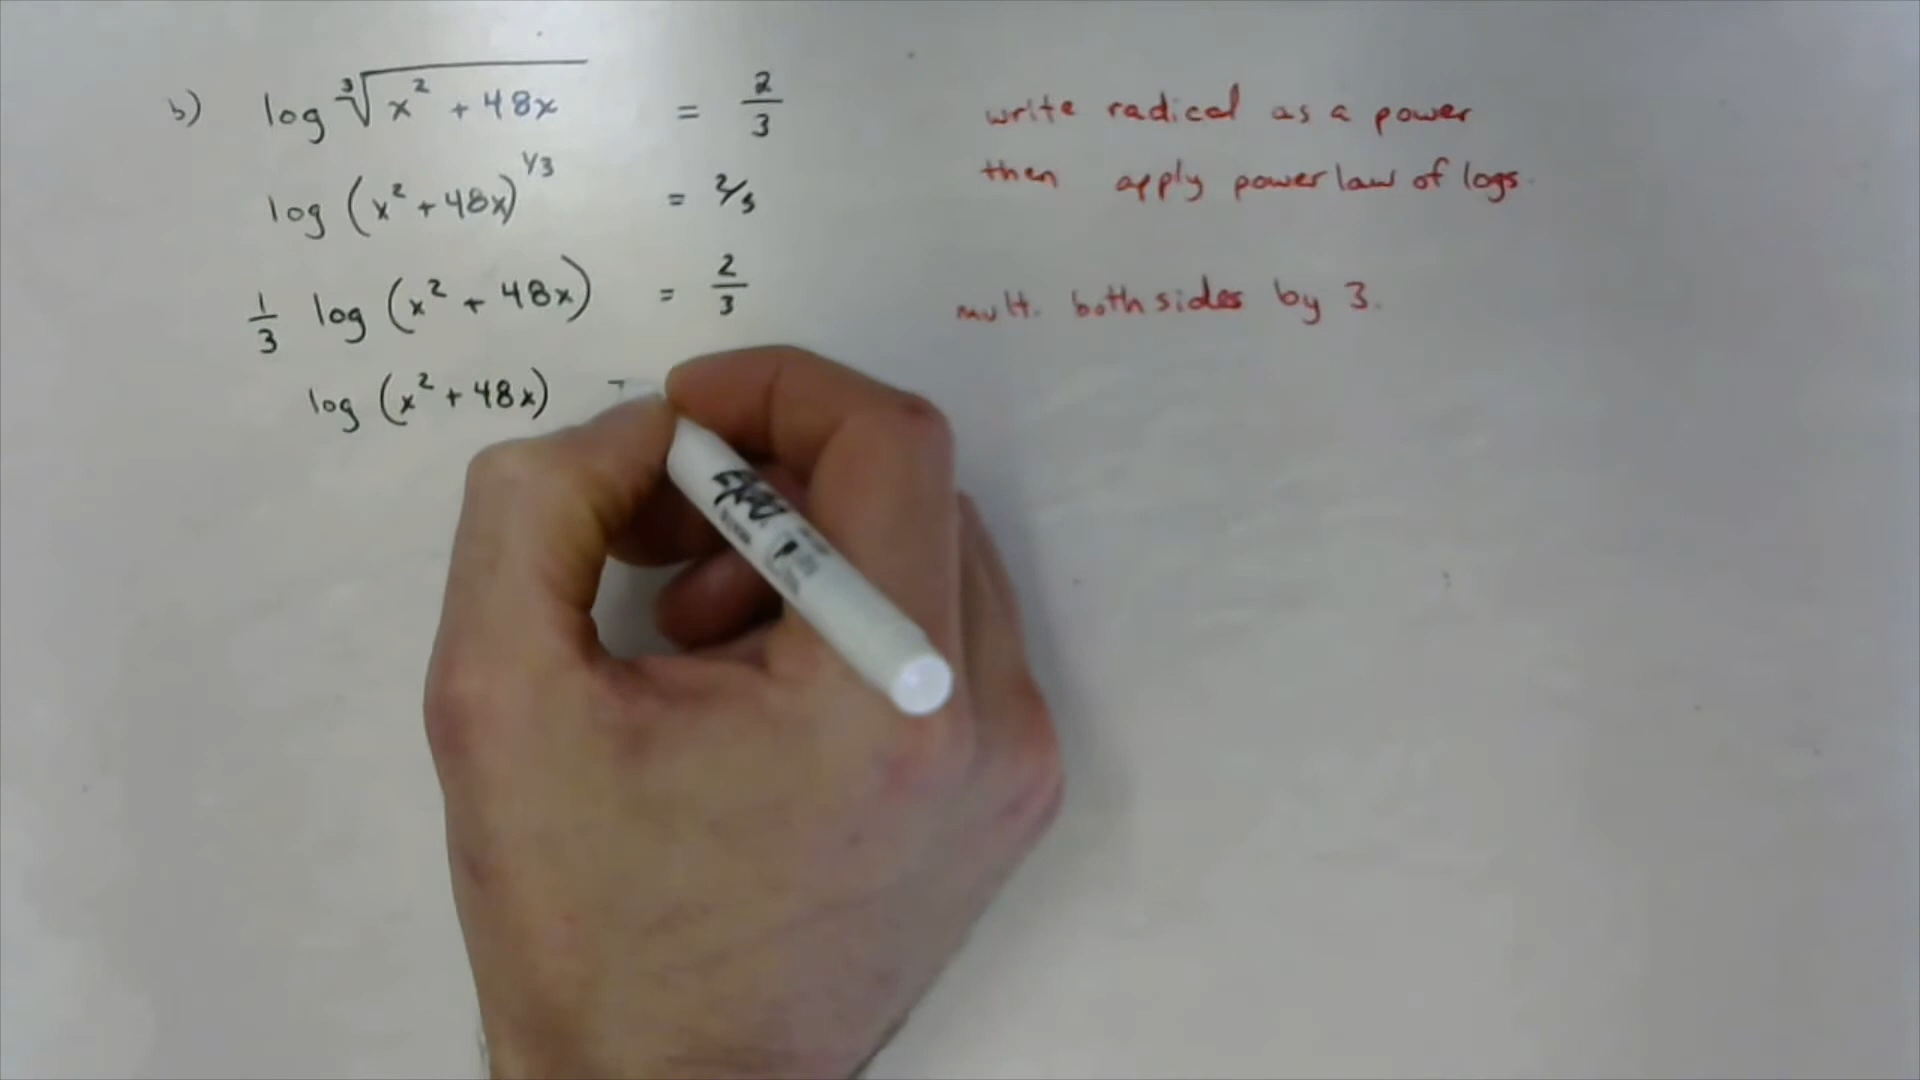 b) log ∛(x² + 48x) = 2/3
write radical as a power
log (x² + 48x)^1/3 = 2/3
then apply power law of logs.
1/3 log (x² + 48x) = 2/3
mult. both sides by 3.
log (x² + 48x) =
EXPO